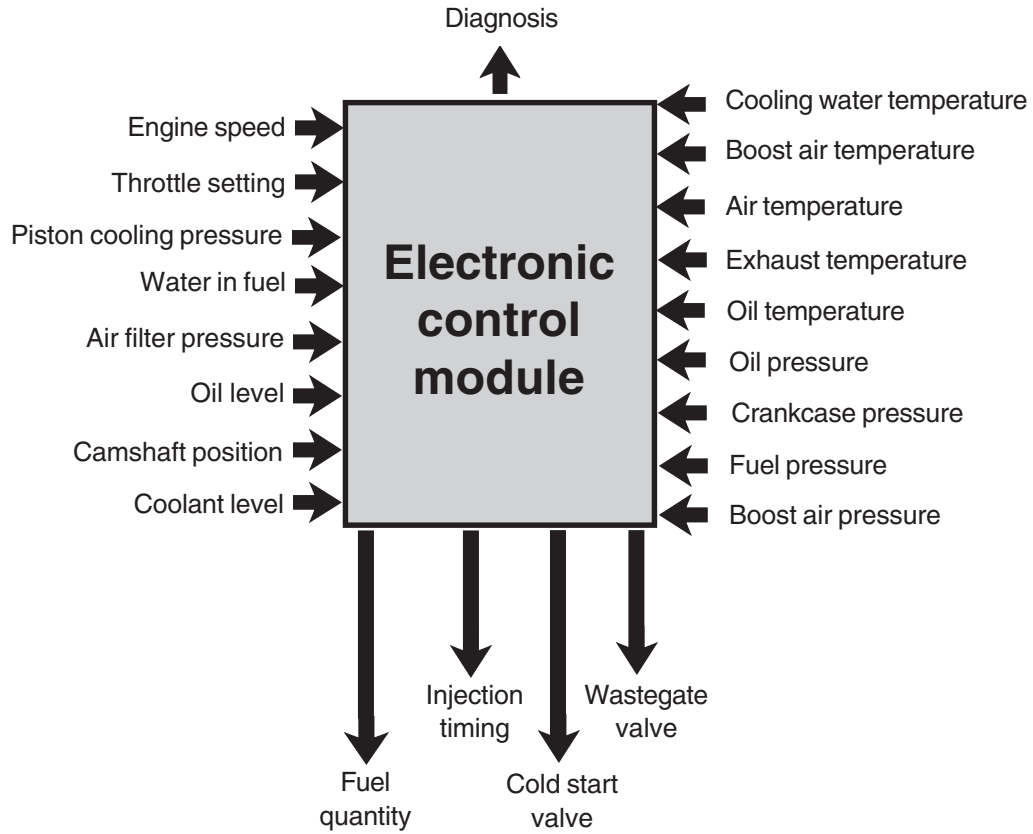 Diagnosis
Engine speed
Throttle setting
Piston cooling pressure
Water in fuel
Air filter pressure
Oil level
Camshaft position
Coolant level
Electronic
control
module
Cooling water temperature
Boost air temperature
Air temperature
Exhaust temperature
Oil temperature
Oil pressure
Crankcase pressure
Fuel pressure
Boost air pressure
Fuel
quantity
Injection
timing
Cold start
valve
Wastegate
valve